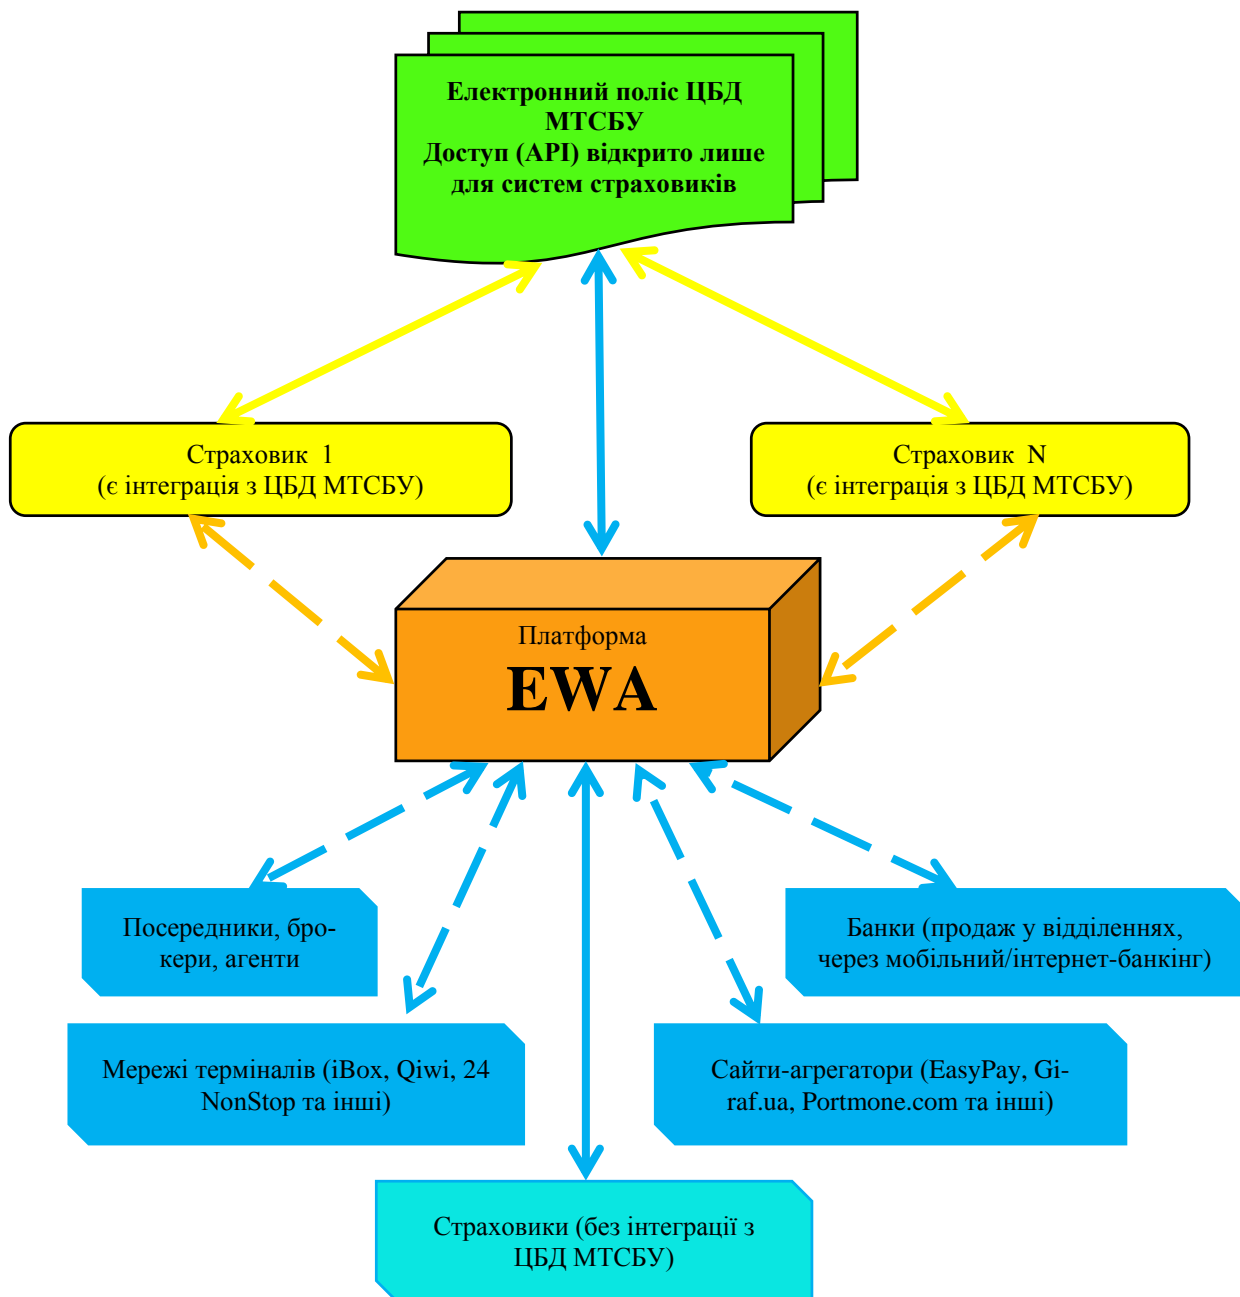 Електронний поліс ЦБД
МТСБУ
Доступ (API) відкрито лише
для систем страховиків
Страховик 1
(є інтеграція з ЦБД МТСБУ)
Страховик N
(є інтеграція з ЦБД МТСБУ)
Платформа
EWA
Посередники, бро-
кери, агенти
Банки (продаж у відділеннях,
через мобільний/інтернет-банкінг)
Мережі терміналів (iBox, Qiwi, 24
NonStop та інші)
Сайти-агрегатори (EasyPay, Gi-
raf.ua, Portmone.com та інші)
Страховики (без інтеграції з
ЦБД МТСБУ)